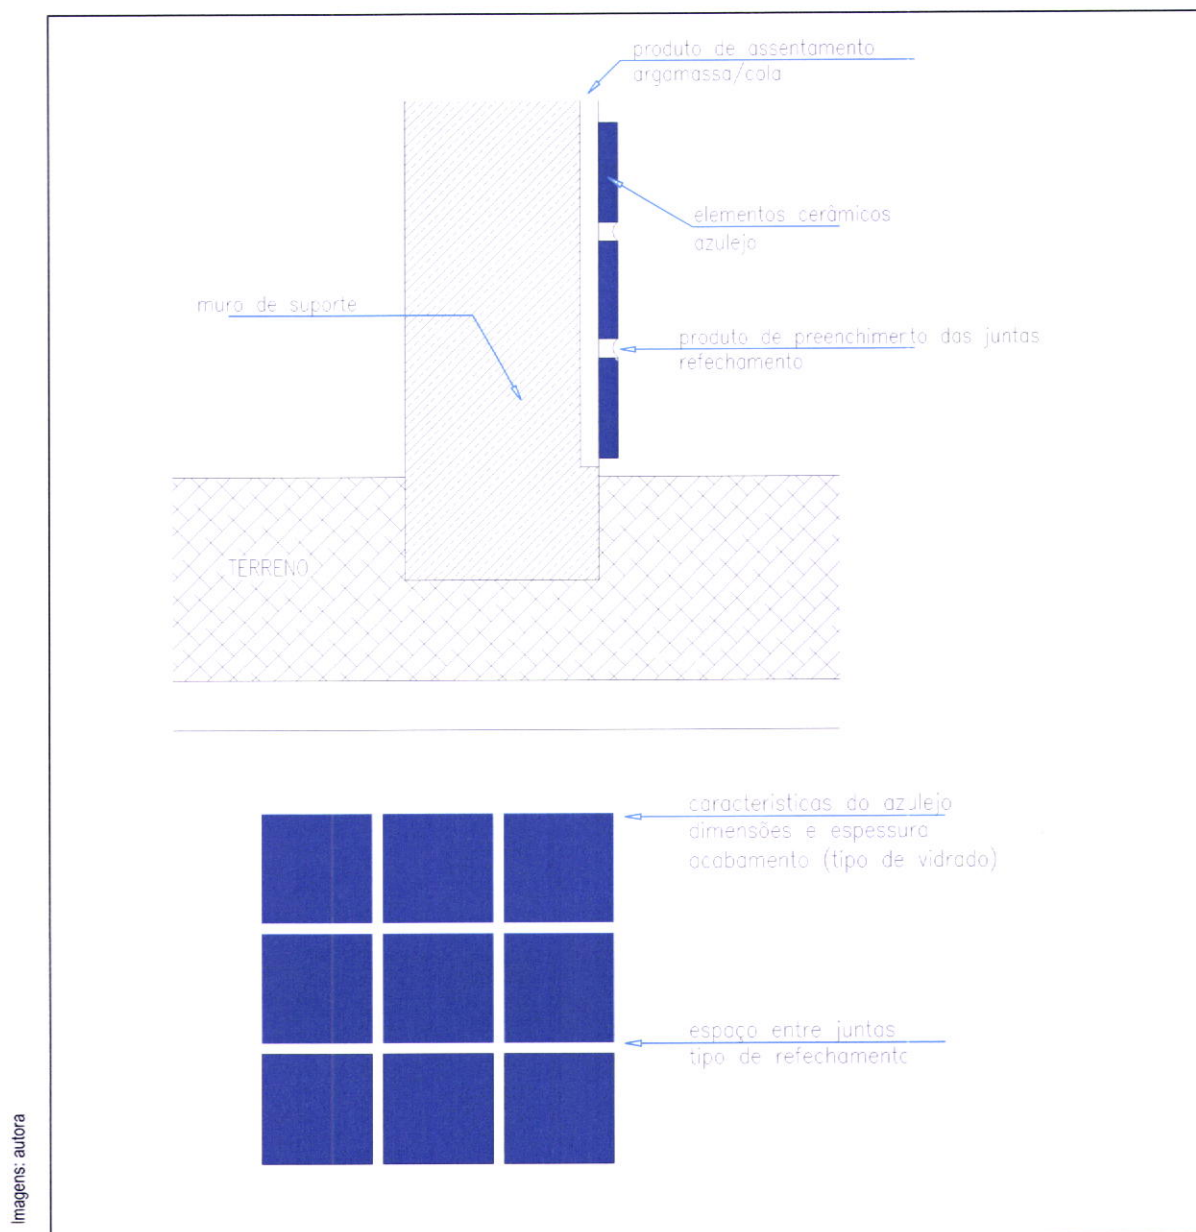 produto de assentamento
argamassa/cola
elementos cerâmicos
azulejo
muro de suporte
produto de preenchimento das juntas
refechamento
TERRENO
características do azulejo
dimensões e espessura
acabamento (tipo de vidrado)
espaço entre juntas
tipo de refechamento
Imagens: autora